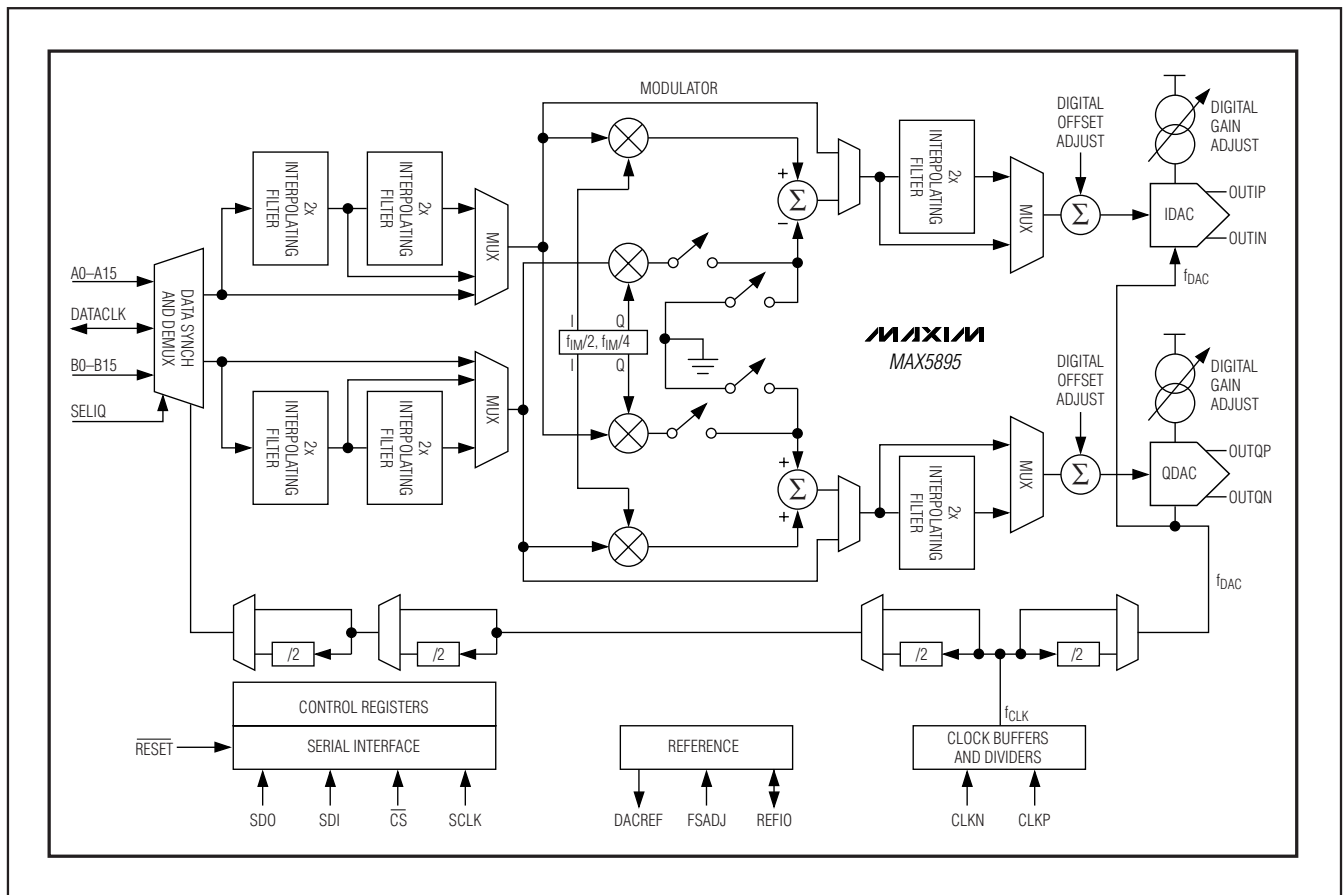 MODULATOR
DIGITAL
OFFSET
ADJUST
DIGITAL
GAIN
ADJUST
2x
INTERPOLATING
FILTER
2x
INTERPOLATING
FILTER
MUX
+
Σ
–
2x
INTERPOLATING
FILTER
MUX
Σ
IDAC
OUTIP
OUTIN
fDAC
A0–A15
DATACLK
B0–B15
SELIQ
DATA SYNCH
AND DEMUX
I
Q
fIM/2, fIM/4
I
Q
MAXIM
MAX5895
DIGITAL
OFFSET
ADJUST
DIGITAL
GAIN
ADJUST
MUX
2x
INTERPOLATING
FILTER
2x
INTERPOLATING
FILTER
+
Σ
+
2x
INTERPOLATING
FILTER
MUX
Σ
QDAC
OUTQP
OUTQN
fDAC
/2
/2
/2
/2
CONTROL REGISTERS
RESET
SERIAL INTERFACE
SDO
SDI
CS
SCLK
REFERENCE
DACREF
FSADJ
REFIO
fCLK
CLOCK BUFFERS
AND DIVIDERS
CLKN
CLKP